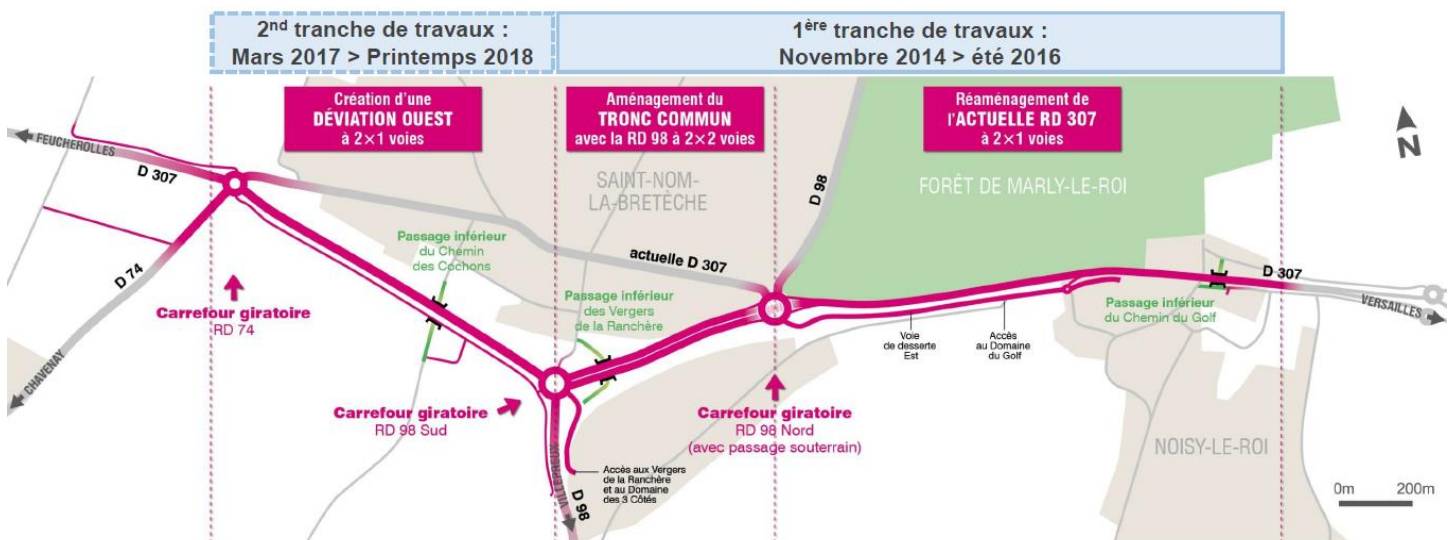 2nd tranche de travaux :
Mars 2017 > Printemps 2018
1ère tranche de travaux :
Novembre 2014 > été 2016
Création d'une
DÉVIATION OUEST
à 2×1 voies
Aménagement du
TRONC COMMUN
avec la RD 98 à 2×2 voies
Réaménagement de
l'ACTUELLE RD 307
à 2×1 voies
N
FEUCHEROLLES
D 307
D 98
SAINT-NOM-
LA-BRETÈCHE
FORÊT DE MARLY-LE-ROI
Passage inférieur
du Chemin
des Cochons
actuelle D 307
D 74
Carrefour giratoire
RD 74
Passage inférieur
des Vergers
de la Ranchère
D 307
VERSAILLES
Passage inférieur
du Chemin du Golf
Voie
de desserte
Est
Accès
au Domaine
du Golf
CHAVENAY
Carrefour giratoire
RD 98 Sud
Carrefour giratoire
RD 98 Nord
(avec passage souterrain)
NOISY-LE-ROI
VILLEPREUX
D 98
Accès aux Vergers
de la Ranchère
et au Domaine
des 3 Côtés
0m 200m